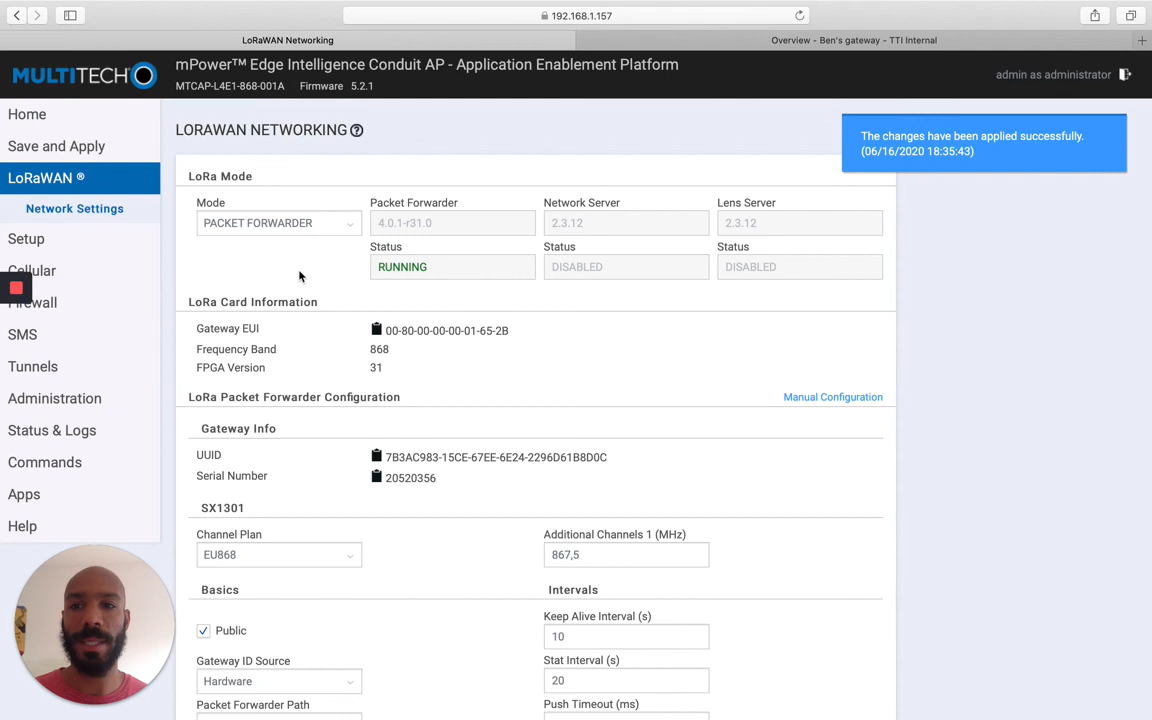 192.168.1.157
LoRaWAN Networking
Overview - Ben's gateway - TTI Internal
MULTITECH
mPower™ Edge Intelligence Conduit AP - Application Enablement Platform
MTCAP-L4E1-868-001A Firmware 5.2.1
admin as administrator
Home
Save and Apply
LoRaWAN ®
Network Settings
Setup
Cellular
Firewall
SMS
Tunnels
Administration
Status & Logs
Commands
Apps
Help
LORAWAN NETWORKING
The changes have been applied successfully.
(06/16/2020 18:35:43)
LoRa Mode
Mode Packet Forwarder Network Server Lens Server
PACKET FORWARDER 4.0.1-r31.0 2.3.12 2.3.12
Status Status Status
RUNNING DISABLED DISABLED
LoRa Card Information
Gateway EUI 00-80-00-00-00-01-65-2B
Frequency Band 868
FPGA Version 31
LoRa Packet Forwarder Configuration Manual Configuration
Gateway Info
UUID 7B3AC983-15CE-67EE-6E24-2296D61B8D0C
Serial Number 20520356
SX1301
Channel Plan Additional Channels 1 (MHz)
EU868 867,5
Basics Intervals
Keep Alive Interval (s)
Public 10
Gateway ID Source Stat Interval (s)
Hardware 20
Packet Forwarder Path Push Timeout (ms)